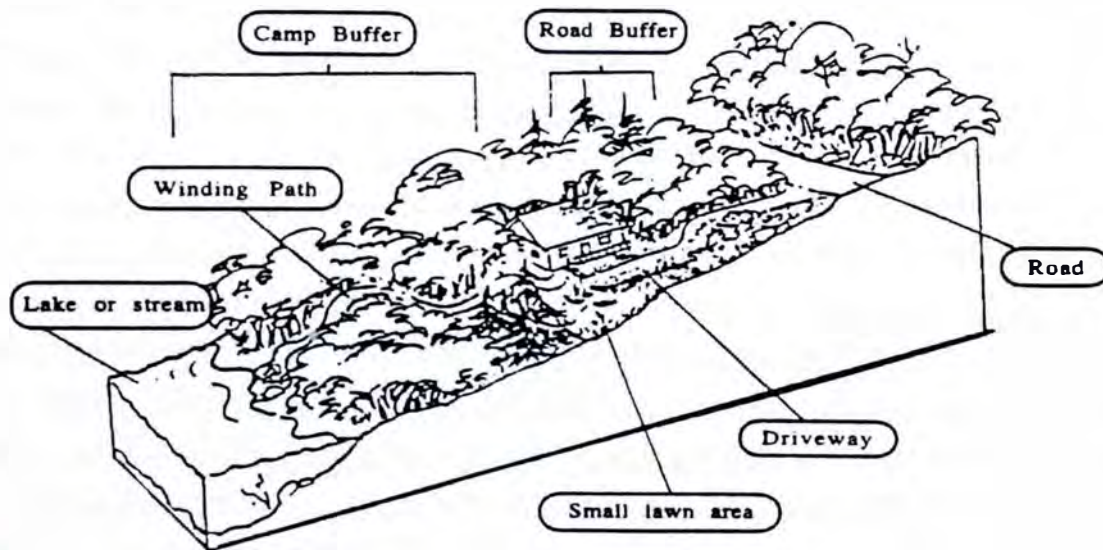 Camp Buffer
Road Buffer
Winding Path
Lake or stream
Road
Driveway
Small lawn area